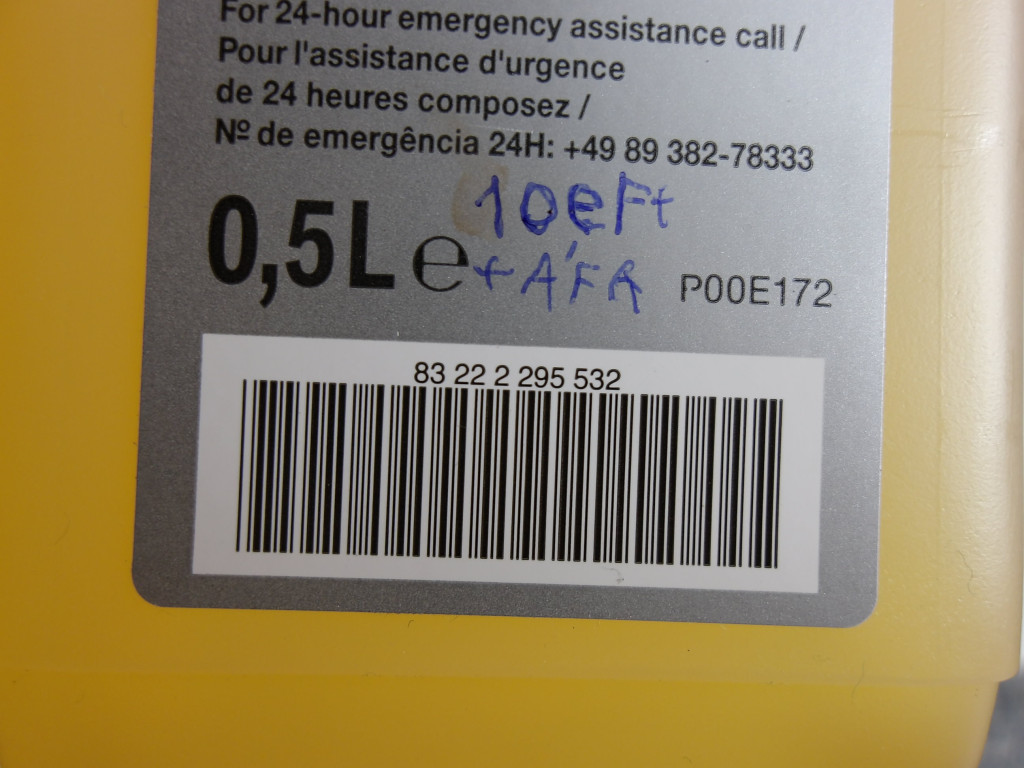 For 24-hour emergency assistance call /
Pour l'assistance d'urgence
de 24 heures composez /
Nº de emergência 24H: +49 89 382-78333
0,5L ℮ 10eFt
+ÁFA P00E172
83 22 2 295 532